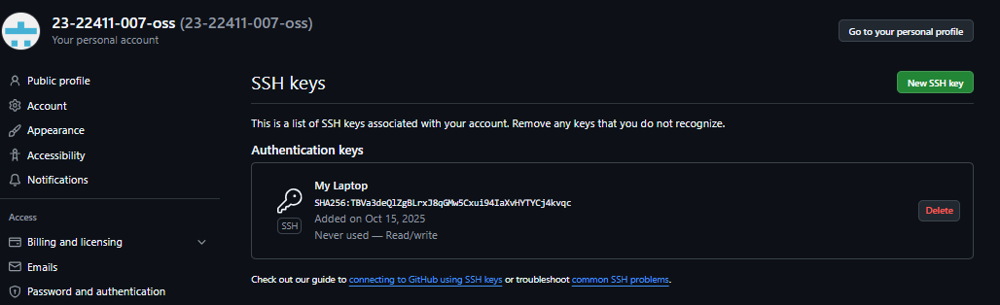 23-22411-007-oss (23-22411-007-oss)
Your personal account
Go to your personal profile
Public profile
Account
Appearance
Accessibility
Notifications
Access
Billing and licensing
Emails
Password and authentication
SSH keys
New SSH key
This is a list of SSH keys associated with your account. Remove any keys that you do not recognize.
Authentication keys
My Laptop
SHA256:TBVa3deQlZgBLrxJ8qGMw5Cxui94IaXvHYTYCj4kvqc
SSH
Added on Oct 15, 2025
Never used — Read/write
Delete
Check out our guide to connecting to GitHub using SSH keys or troubleshoot common SSH problems.